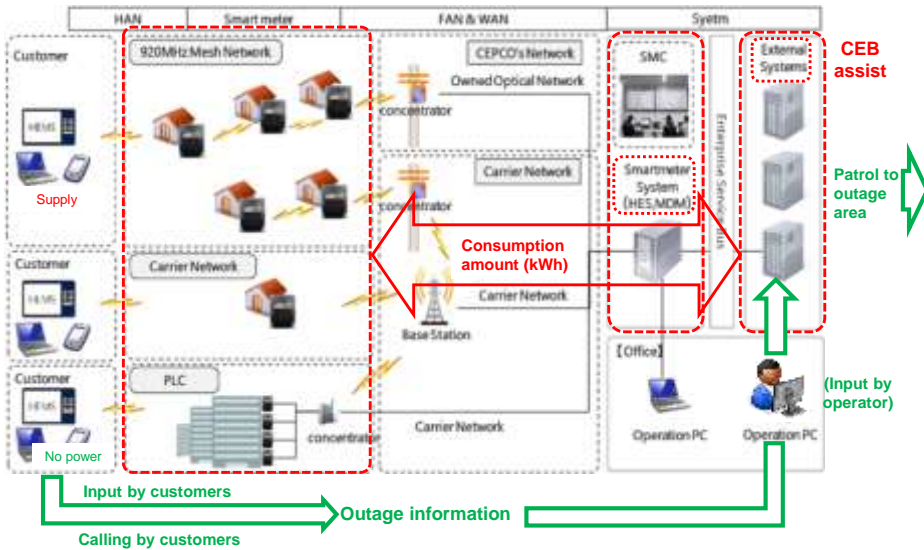 HAN
Smart meter
FAN & WAN
Syetm
Customer
HEMS
Supply
920MHz Mesh Network
CEPCO's Network
Owned Optical Network
concentrator
Carrier Network
concentrator
SMC
Smartmeter
System
(HES,MDM)
Enterprise Service Bus
External
Systems
CEB
assist
Patrol to
outage
area
Consumption
amount (kWh)
Customer
HEMS
Carrier Network
Carrier Network
Base Station
Customer
HEMS
No power
PLC
concentrator
Carrier Network
【Office】
Operation PC
Operation PC
(Input by
operator)
Input by customers
Outage information
Calling by customers